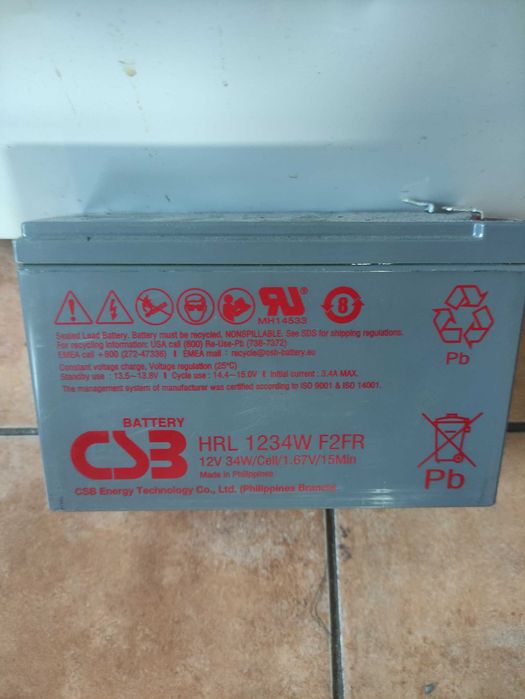 RU
8
MH14533
Sealed Lead Battery. Battery must be recycled. NONSPILLABLE. See SDS for shipping regulations.
For recycling information: USA call (800) Re-Use-Pb (738-7372)
EMEA call + 800 (272-47336) I EMEA mail : recycle@csb-battery.eu
Constant voltage charge, Voltage regulation (25°C)
Standby use : 13.5~13.8V I Cycle use : 14.4~15.0V I Initial current : 3.4A MAX.
The management system of manufacturer was certified according to ISO 9001 & ISO 14001.
Pb
BATTERY
CSB
HRL 1234W F2FR
12V 34W/Cell/1.67V/15Min
Made in Philippines
CSB Energy Technology Co., Ltd. (Philippines Branch)
Pb